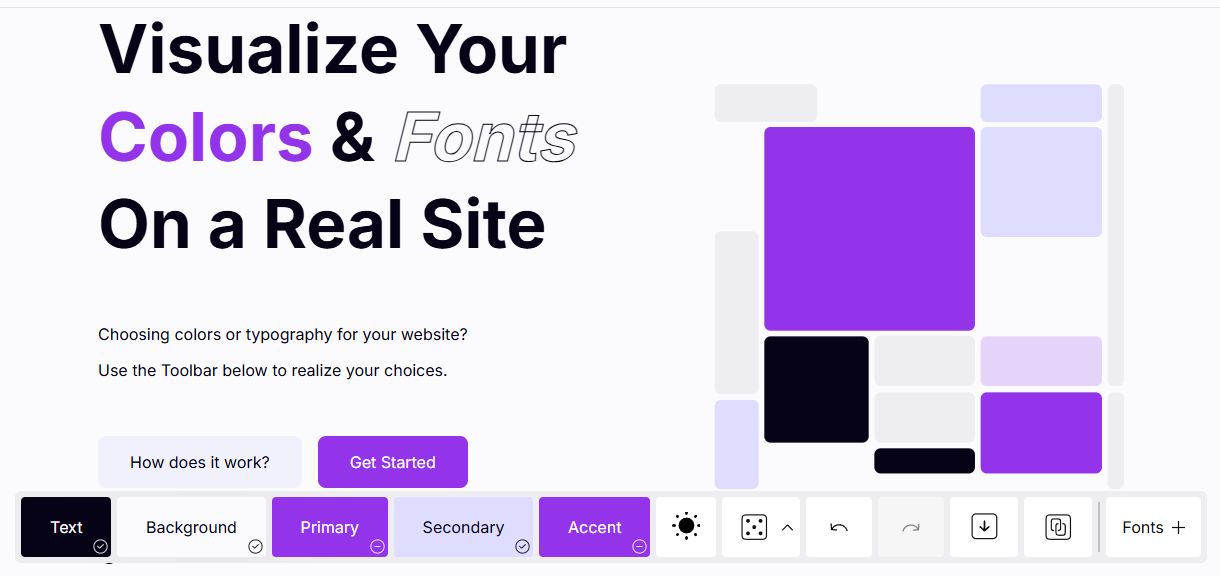 Visualize Your
Colors & Fonts
On a Real Site
Choosing colors or typography for your website?
Use the Toolbar below to realize your choices.
How does it work? Get Started
Text Background Primary Secondary Accent Fonts